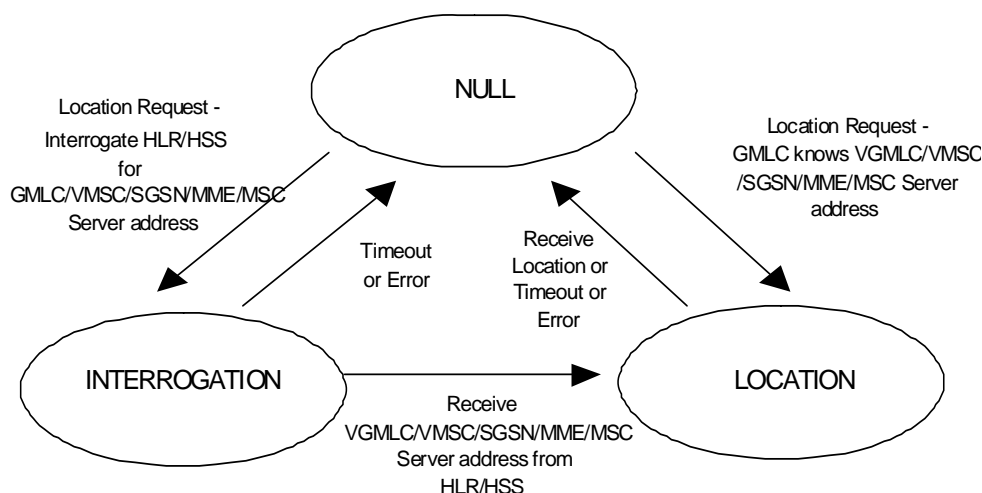 NULL
Location Request -
Interrogate HLR/HSS
for
GMLC/VMSC/SGSN/MME/MSC
Server address
Location Request -
GMLC knows VGMLC/VMSC
/SGSN/MME/MSC Server
address
Timeout
or Error
Receive
Location or
Timeout or
Error
INTERROGATION
LOCATION
Receive
VGMLC/VMSC/SGSN/MME/MSC
Server address from
HLR/HSS